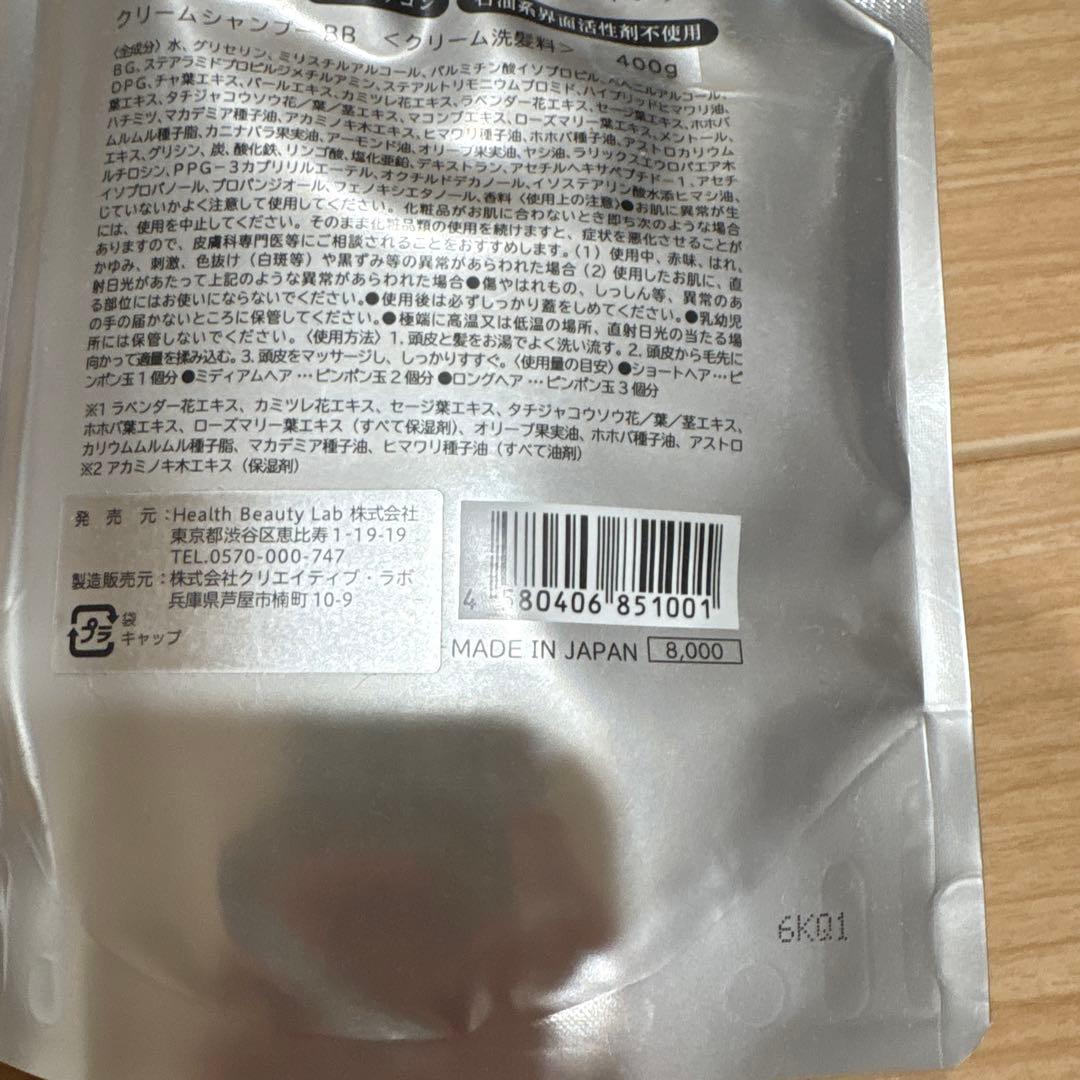 石油系界面活性剤不使用
クリームシャンプー BB <クリーム洗髪料>
400g
〈全成分〉水、グリセリン、ミリスチルアルコール、パルミチン酸イソプロピル、ベヘニルアルコール、
BG、ステアラミドプロピルジメチルアミン、ステアルトリモニウムブロミド、ハイブリッドヒマワリ油、
DPG、チャ葉エキス、パールエキス、カミツレ花エキス、ラベンダー花エキス、セージ葉エキス、ホホバ
葉エキス、タチジャコウソウ花/葉/茎エキス、マコンブエキス、ローズマリー葉エキス、メントール、
ハチミツ、マカデミア種子油、アカミノキ木エキス、ヒマワリ種子油、ホホバ種子油、アストロカリウム
ムルムル種子脂、カニナバラ果実油、アーモンド油、オリーブ果実油、ヤシ油、ラリックスエウロパエア木
エキス、グリシン、炭、酸化鉄、リンゴ酸、塩化亜鉛、デキストラン、アセチルヘキサペプチド-1、アセチ
ルチロシン、PPG-3カプリリルエーテル、オクチルドデカノール、イソステアリン酸水添ヒマシ油、
イソプロパノール、プロパンジオール、フェノキシエタノール、香料〈使用上の注意〉●お肌に異常が生
じていないかよく注意して使用してください。化粧品がお肌に合わないとき即ち次のような場合
には、使用を中止してください。そのまま化粧品類の使用を続けますと、症状を悪化させることが
ありますので、皮膚科専門医等にご相談されることをおすすめします。(1)使用中、赤味、はれ、
かゆみ、刺激、色抜け(白斑等)や黒ずみ等の異常があらわれた場合(2)使用したお肌に、直
射日光があたって上記のような異常があらわれた場合●傷やはれもの、しっしん等、異常のあ
る部位にはお使いにならないでください。●使用後は必ずしっかり蓋をしめてください。●乳幼児
の手の届かないところに保管してください。●極端に高温又は低温の場所、直射日光の当たる場
所には保管しないでください。〈使用方法〉1.頭皮と髪をお湯でよく洗い流す。2.頭皮から毛先に
向かって適量を揉み込む。3.頭皮をマッサージし、しっかりすすぐ。〈使用量の目安〉●ショートヘア…ピ
ンポン玉1個分●ミディアムヘア…ピンポン玉2個分●ロングヘア…ピンポン玉3個分
※1 ラベンダー花エキス、カミツレ花エキス、セージ葉エキス、タチジャコウソウ花/葉/茎エキス、
ホホバ葉エキス、ローズマリー葉エキス(すべて保湿剤)、オリーブ果実油、ホホバ種子油、アストロ
カリウムムルムル種子脂、マカデミア種子油、ヒマワリ種子油(すべて油剤)
※2 アカミノキ木エキス(保湿剤)
発売元:Health Beauty Lab 株式会社
東京都渋谷区恵比寿1-19-19
TEL.0570-000-747
製造販売元:株式会社クリエイティブ・ラボ
兵庫県芦屋市楠町10-9
プラ
袋
キャップ
4 580406 851001
MADE IN JAPAN 8,000
6KQ1